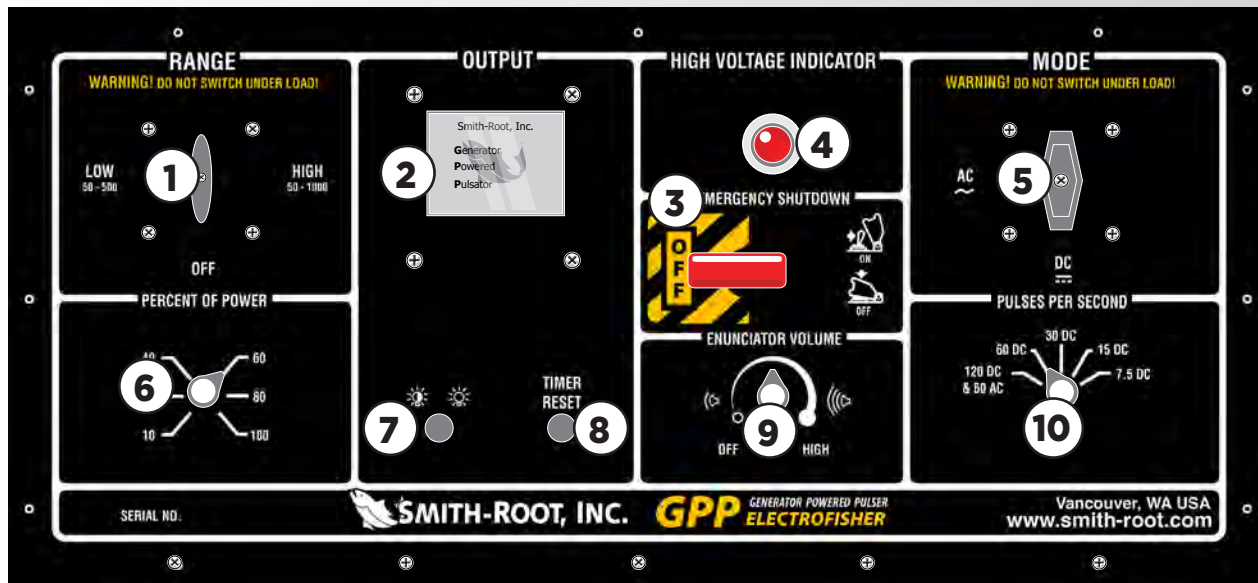 RANGE
WARNING! DO NOT SWITCH UNDER LOAD!
LOW
50 - 500
1
HIGH
50 - 1000
OFF
OUTPUT
Smith-Root, Inc.
Generator
Powered
Pulsator
2
HIGH VOLTAGE INDICATOR
4
3
MERGENCY SHUTDOWN
OFF
ON
OFF
MODE
WARNING! DO NOT SWITCH UNDER LOAD!
AC
5
DC
PERCENT OF POWER
40
60
6
80
10
100
7
TIMER
RESET
8
ENUNCIATOR VOLUME
9
OFF
HIGH
PULSES PER SECOND
30 DC
60 DC
15 DC
120 DC
& 60 AC
7.5 DC
10
SERIAL NO.
SMITH-ROOT, INC.
GPP
GENERATOR POWERED PULSER
ELECTROFISHER
Vancouver, WA USA
www.smith-root.com